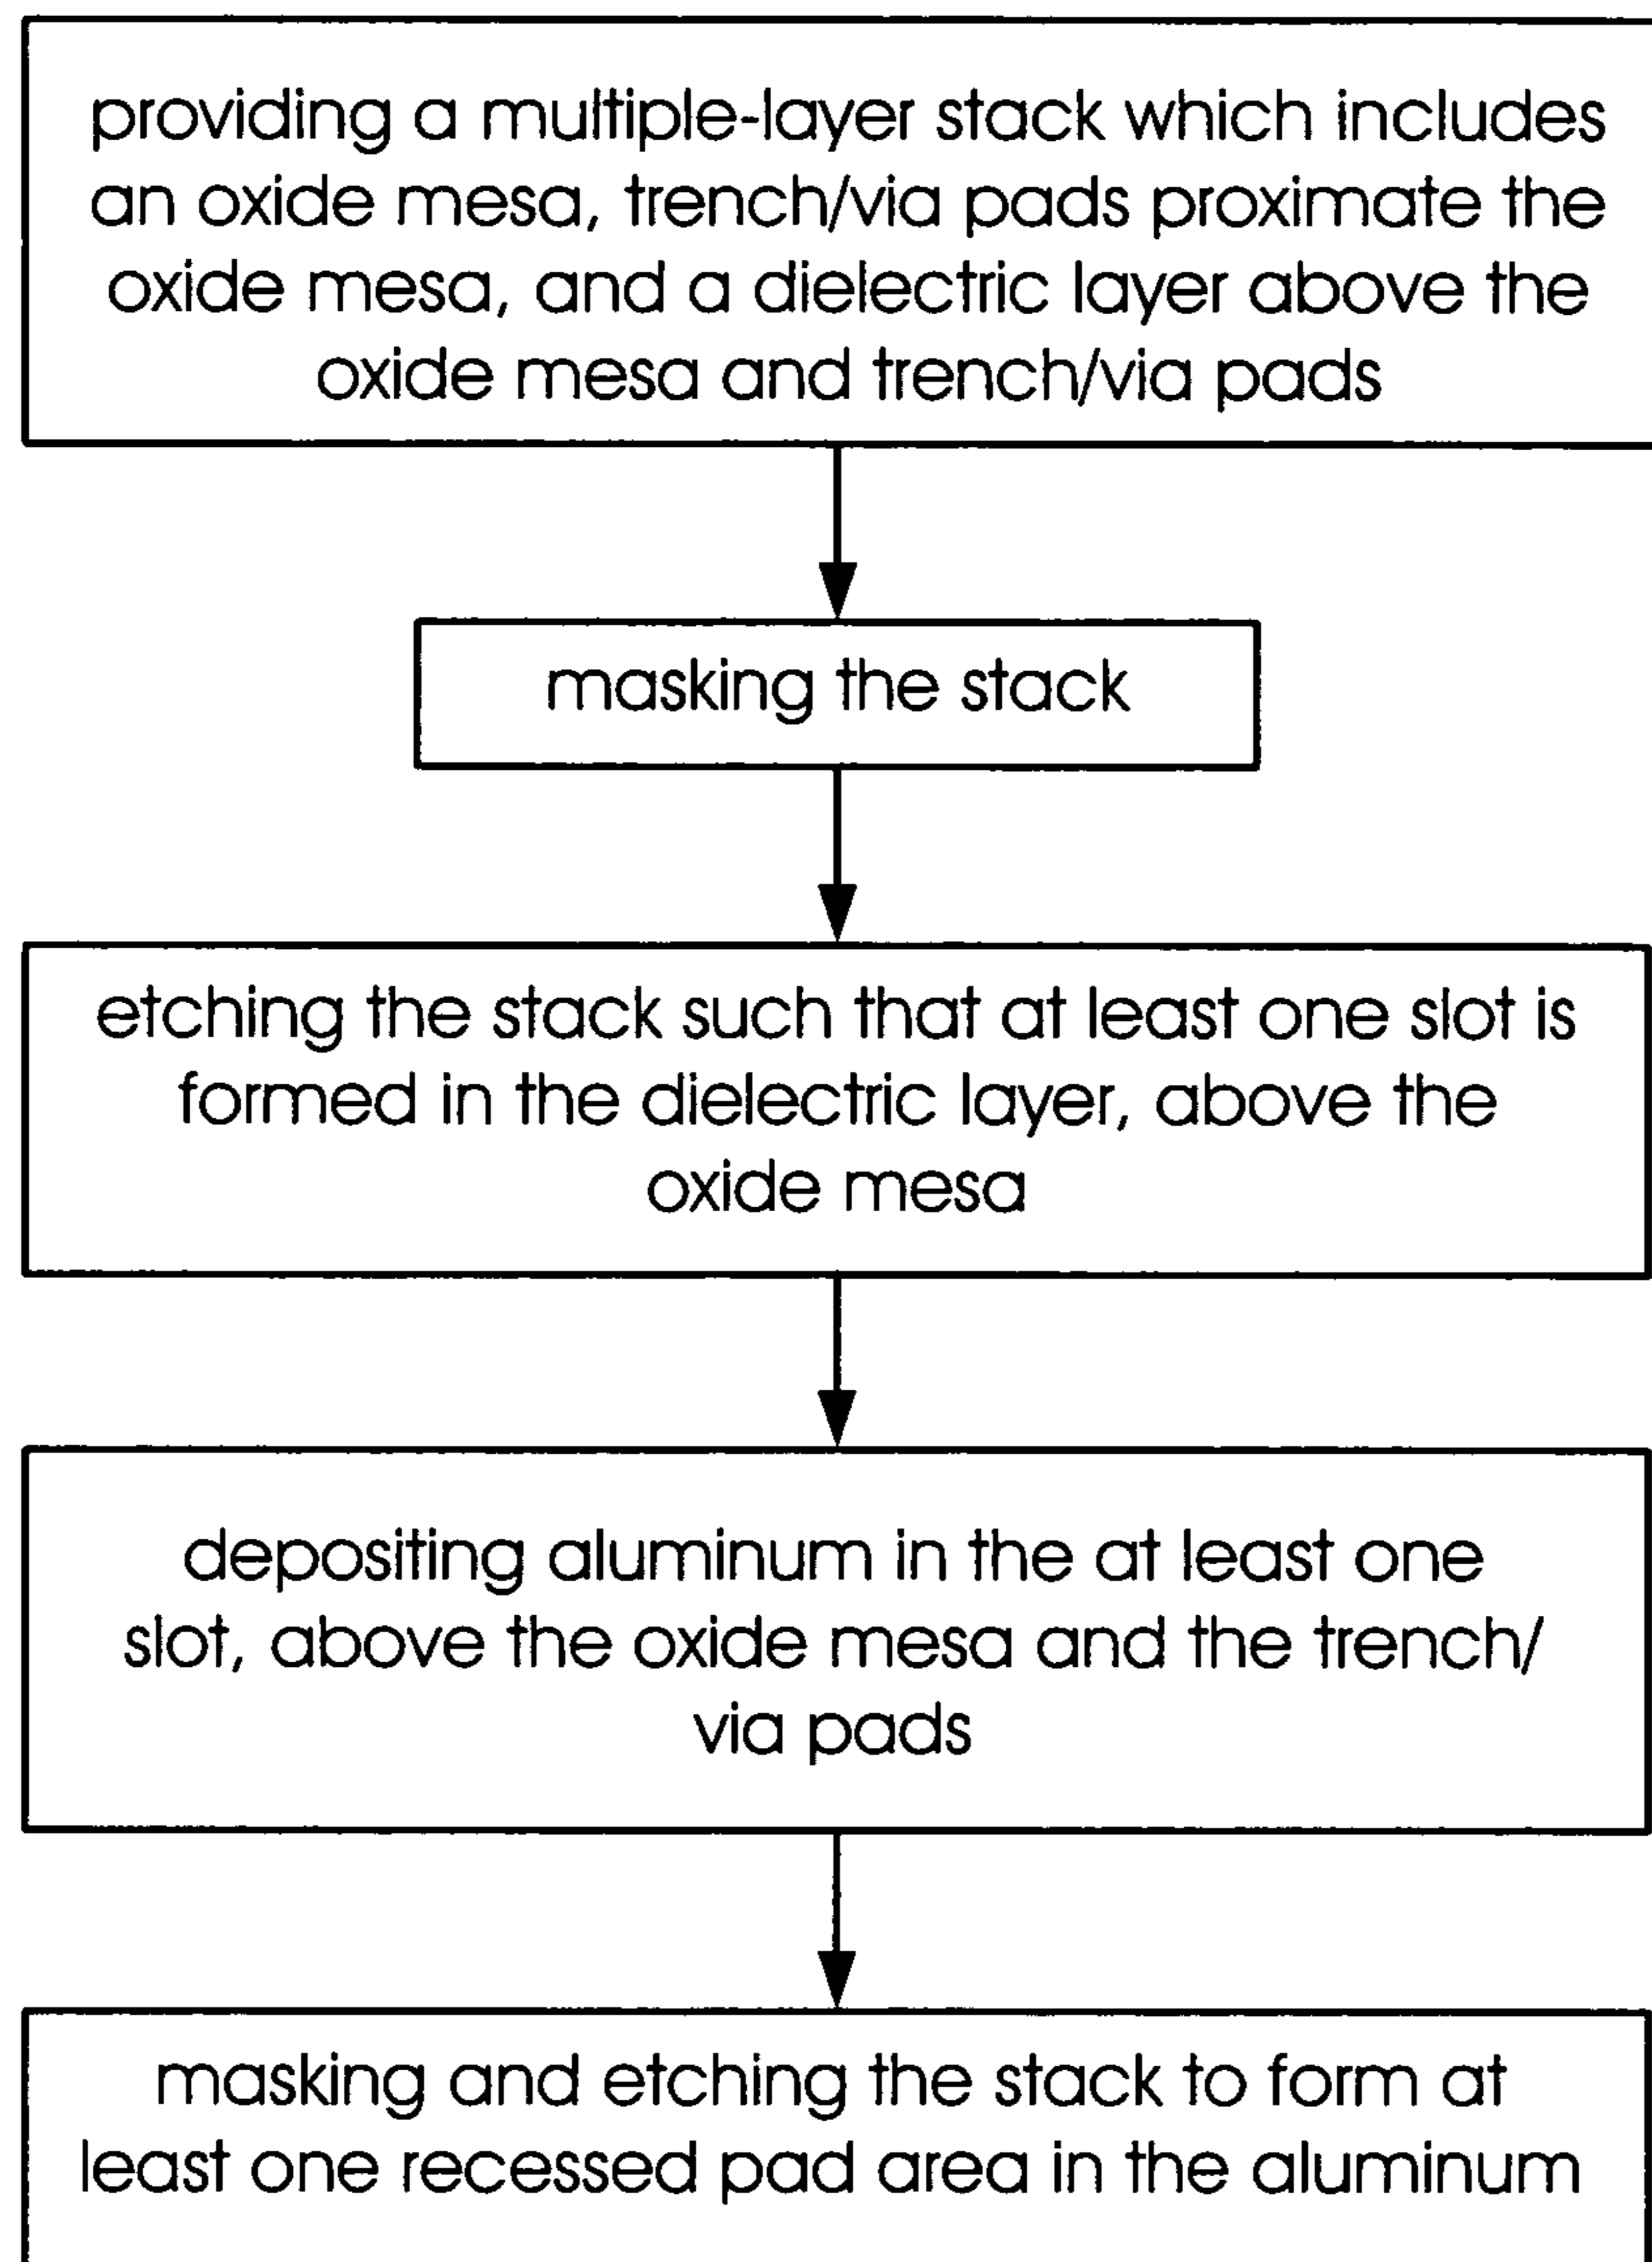 providing a multiple-layer stack which includes
an oxide mesa, trench/via pads proximate the
oxide mesa, and a dielectric layer above the
oxide mesa and trench/via pads
masking the stack
etching the stack such that at least one slot is
formed in the dielectric layer, above the
oxide mesa
depositing aluminum in the at least one
slot, above the oxide mesa and the trench/
via pads
masking and etching the stack to form at
least one recessed pad area in the aluminum